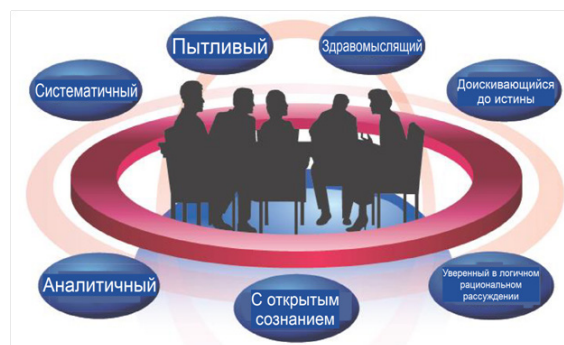 Пытливый
Здравомыслящий
Систематичный
Доискивающийся
до истины
Аналитичный
С открытым
сознанием
Уверенный в логичном
рациональном
рассуждении